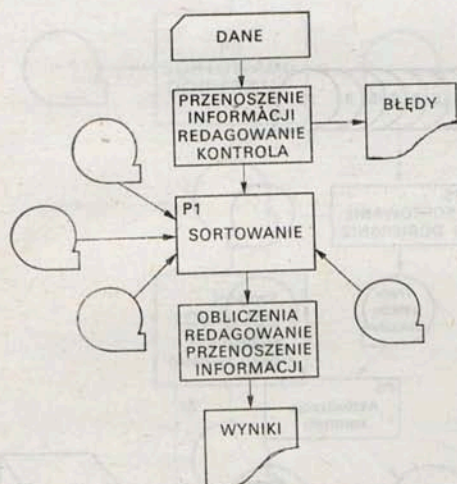 DANE
PRZENOSZENIE
INFORMACJI
REDAGOWANIE
KONTROLA
BŁĘDY
P1
SORTOWANIE
OBLICZENIA
REDAGOWANIE
PRZENOSZENIE
INFORMACJI
WYNIKI